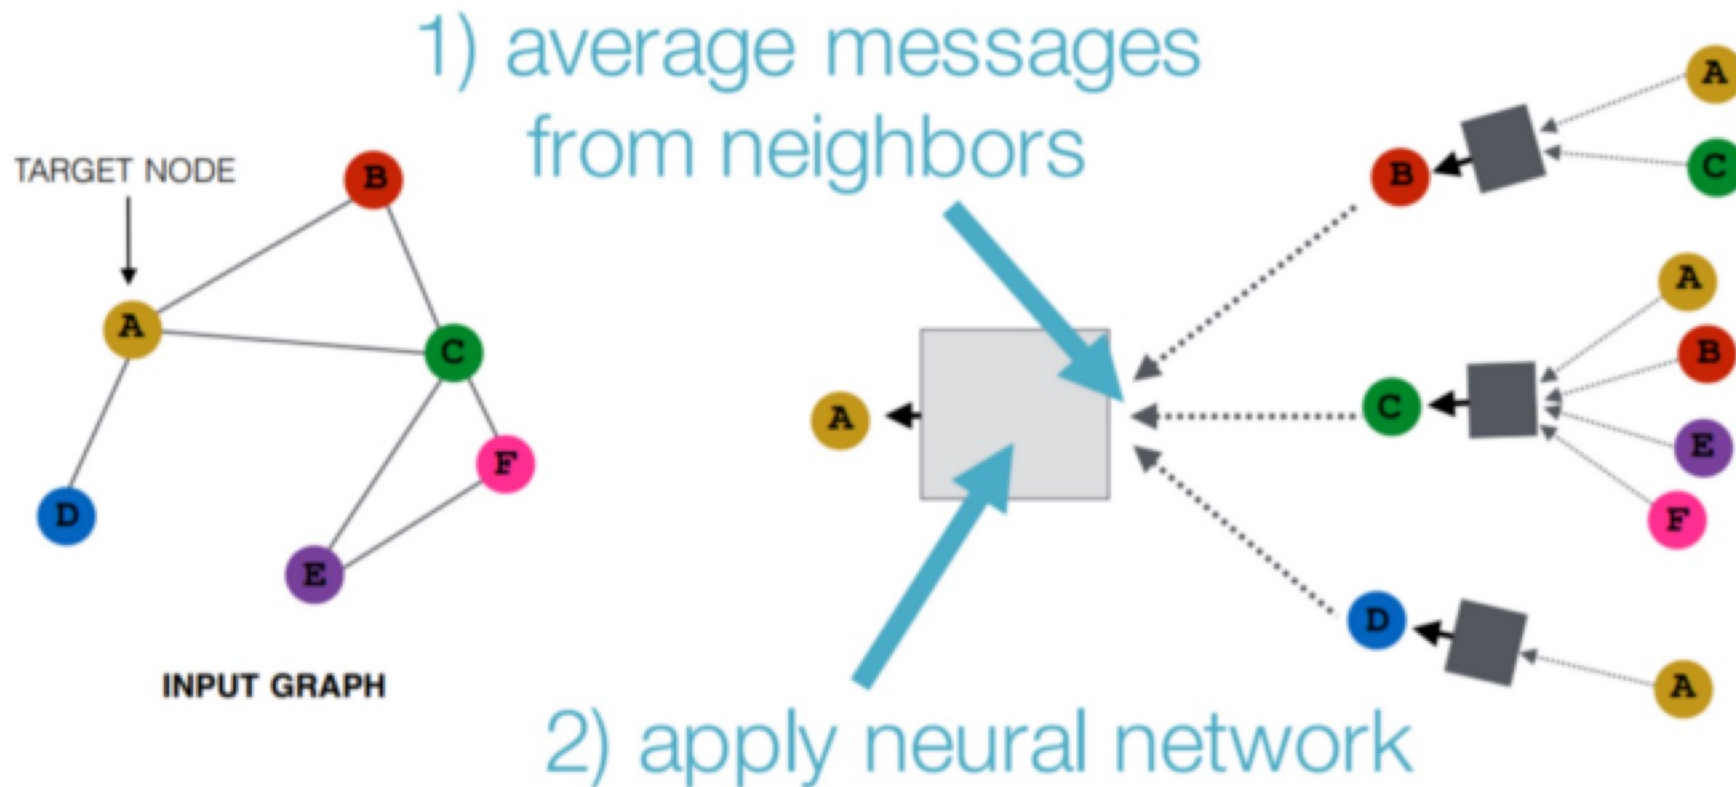 1) average messages
from neighbors
TARGET NODE
B
A
C
F
D
E
INPUT GRAPH
A
B
A
C
C
A
B
E
F
D
A
2) apply neural network